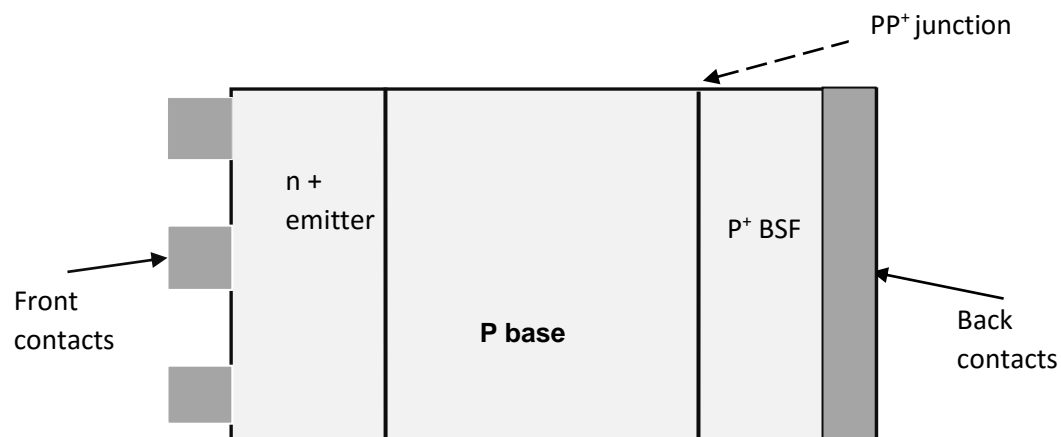 PP⁺ junction
n +
emitter
P⁺ BSF
Front
contacts
P base
Back
contacts